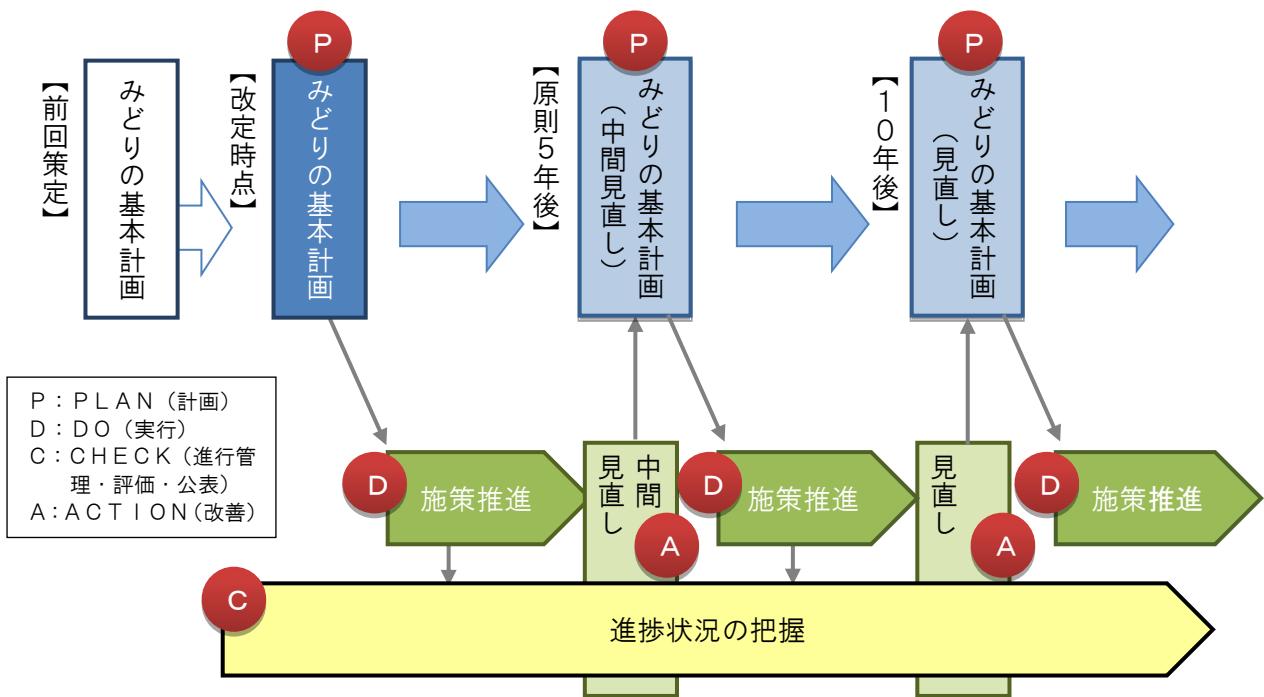 P
P
P
【前回策定】
みどりの基本計画
【改定時点】
みどりの基本計画
【原則5年後】
みどりの基本計画
（中間見直し）
【10年後】
みどりの基本計画
（見直し）
P：PLAN（計画）
D：DO（実行）
C：CHECK（進行管
理・評価・公表）
A：ACTION（改善）
D
施策推進
中間
見直し
A
D
施策推進
見直し
A
D
施策推進
C
進捗状況の把握